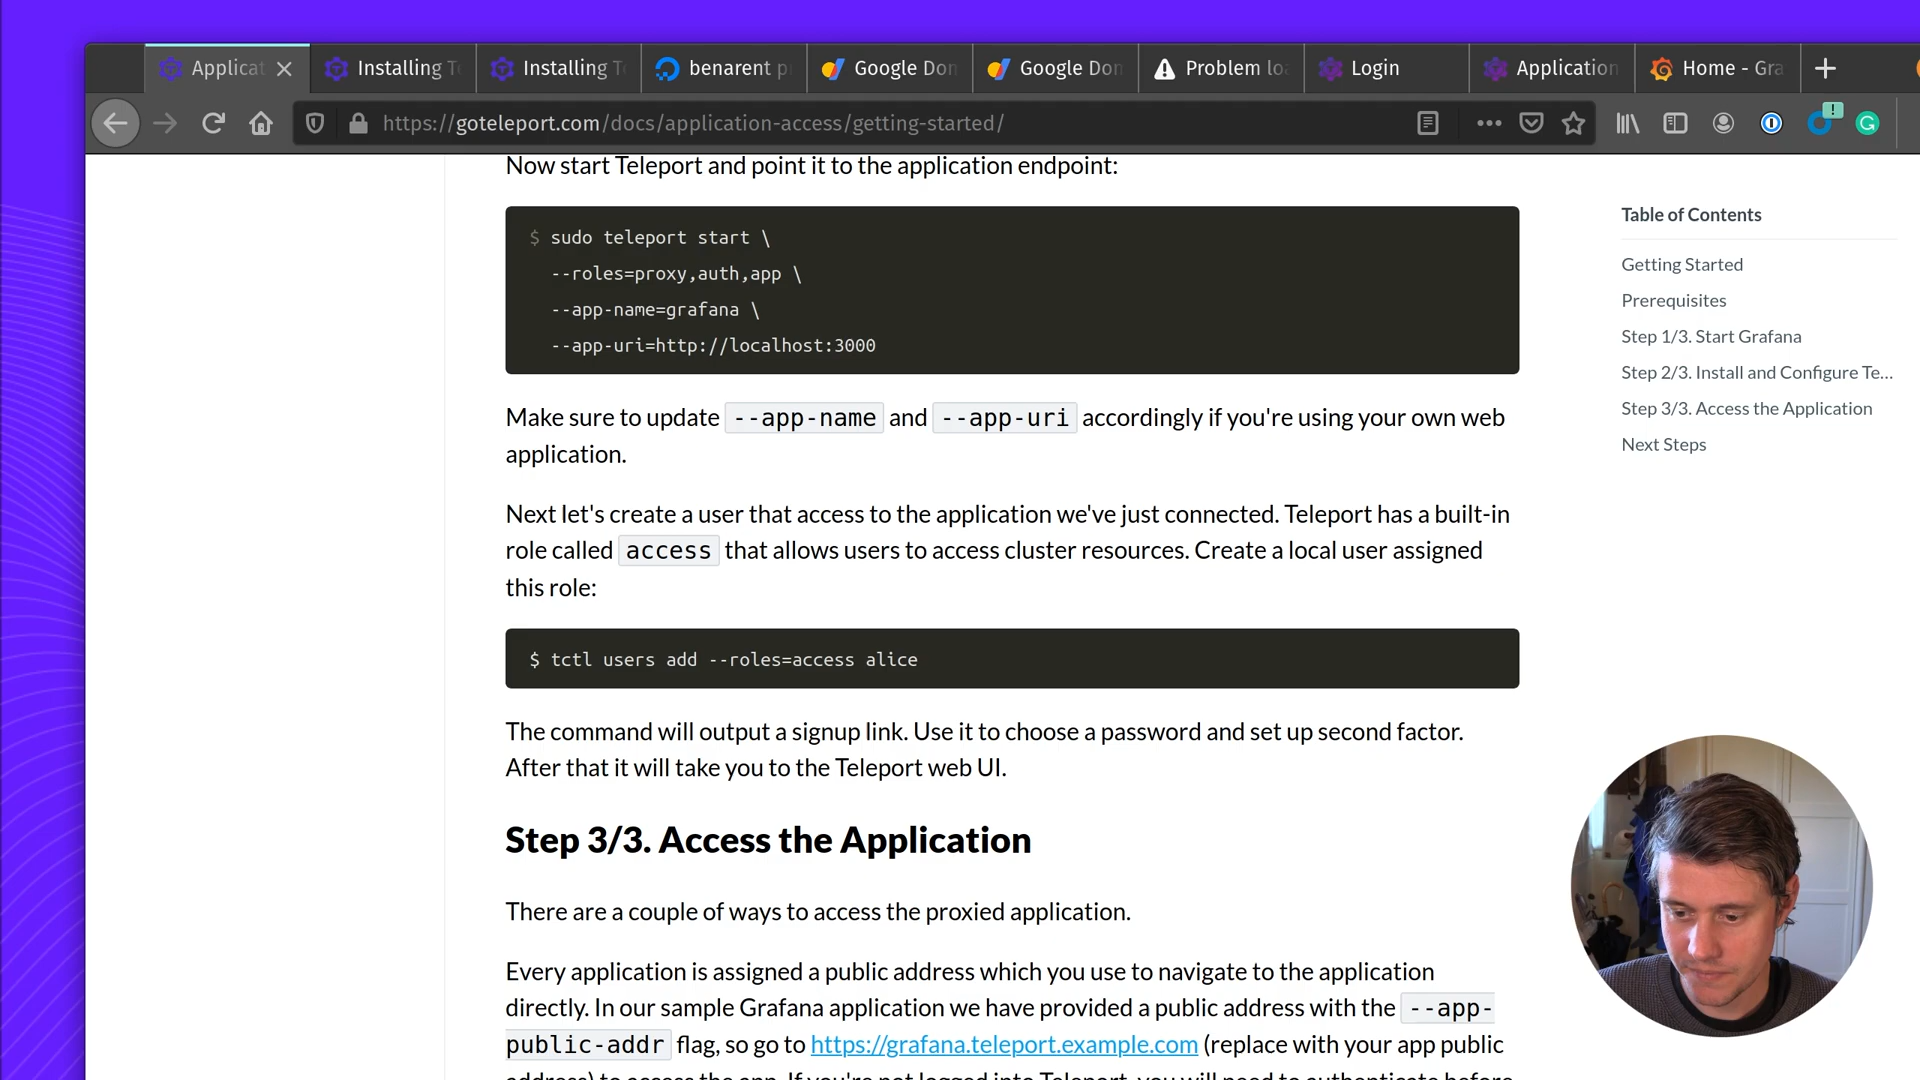 Applicat
Installing T
Installing T
benarent p
Google Don
Google Don
Problem loa
Login
Application
Home - Gra
https://goteleport.com/docs/application-access/getting-started/
Now start Teleport and point it to the application endpoint:
$ sudo teleport start \
--roles=proxy,auth,app \
--app-name=grafana \
--app-uri=http://localhost:3000
Make sure to update --app-name and --app-uri accordingly if you're using your own web
application.
Next let's create a user that access to the application we've just connected. Teleport has a built-in
role called access that allows users to access cluster resources. Create a local user assigned
this role:
$ tctl users add --roles=access alice
The command will output a signup link. Use it to choose a password and set up second factor.
After that it will take you to the Teleport web UI.
Step 3/3. Access the Application
There are a couple of ways to access the proxied application.
Every application is assigned a public address which you use to navigate to the application
directly. In our sample Grafana application we have provided a public address with the --app-
public-addr flag, so go to https://grafana.teleport.example.com (replace with your app public
address) to access the app. If you're not logged into Teleport, you will need to authenticate before
Table of Contents
Getting Started
Prerequisites
Step 1/3. Start Grafana
Step 2/3. Install and Configure Te...
Step 3/3. Access the Application
Next Steps